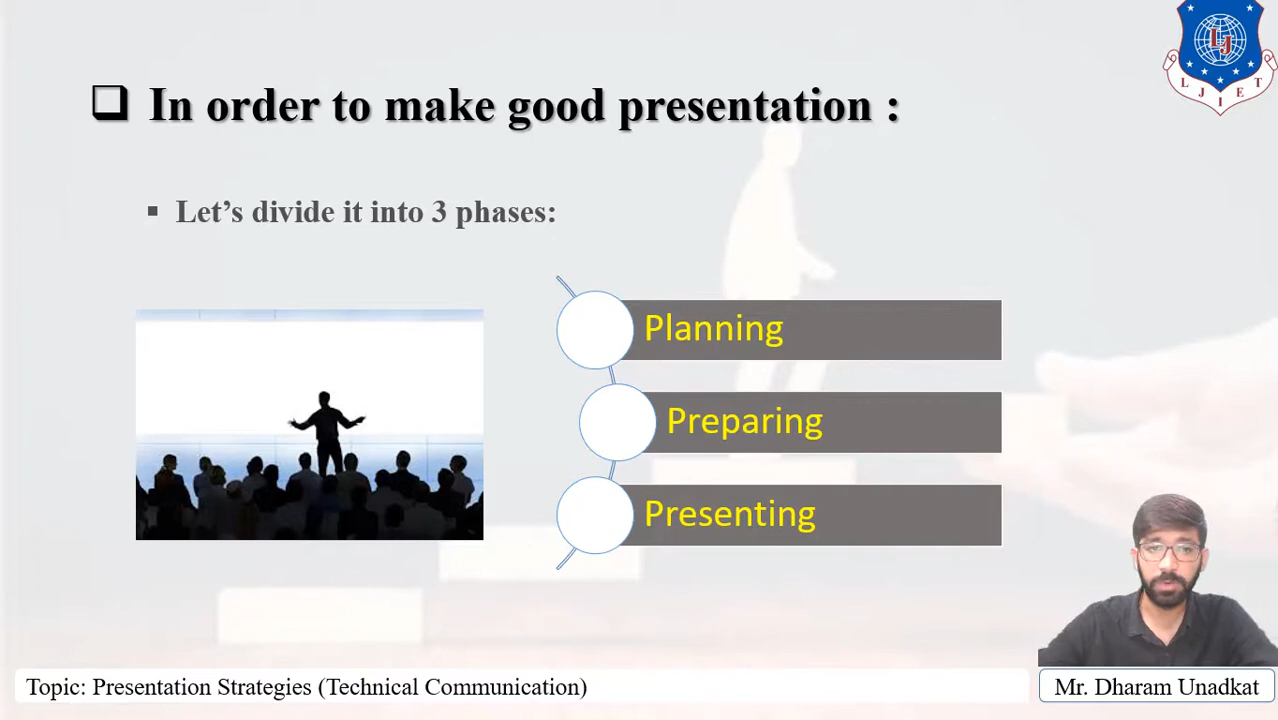 In order to make good presentation :
Let's divide it into 3 phases:
Planning
Preparing
Presenting
LJ
L J I E T
Topic: Presentation Strategies (Technical Communication)
Mr. Dharam Unadkat